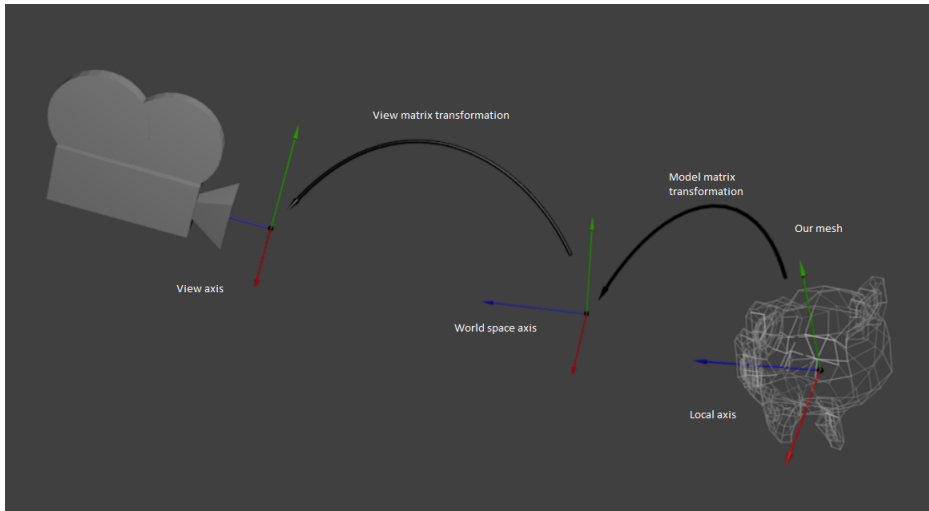 View matrix transformation
Model matrix
transformation
Our mesh
View axis
World space axis
Local axis